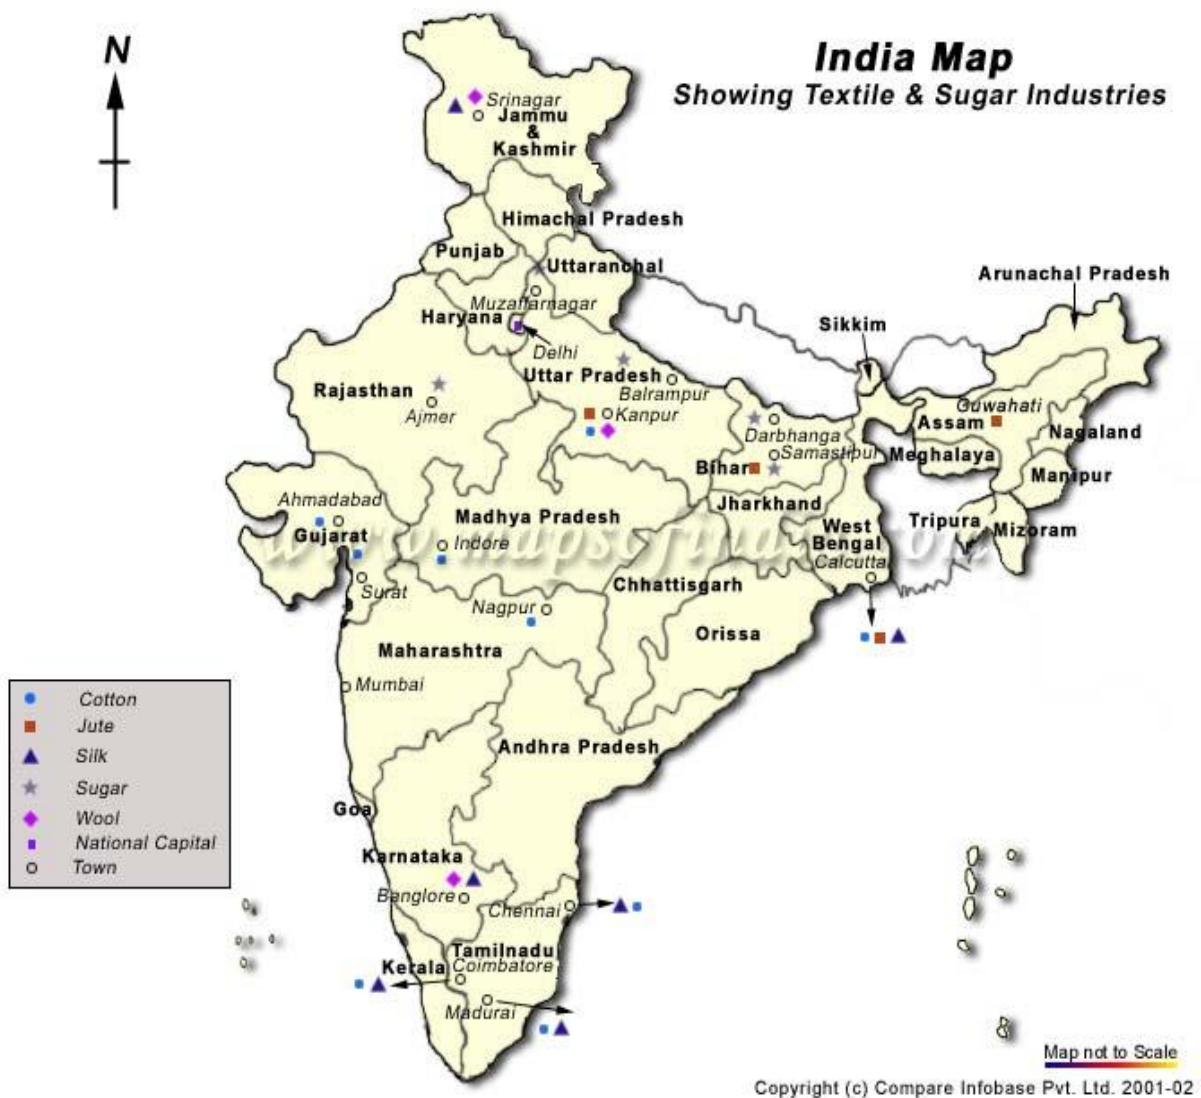 N
India Map
Showing Textile & Sugar Industries
Srinagar
Jammu
&
Kashmir
Himachal Pradesh
Punjab
Uttaranchal
Arunachal Pradesh
Muzaffarnagar
Haryana
Sikkim
Delhi
Rajasthan
Uttar Pradesh
Balrampur
Ajmer
Kanpur
Guwahati
Assam
Nagaland
Darbhanga
Samastipur
Meghalaya
Bihar
Manipur
Ahmadabad
Jharkhand
Madhya Pradesh
West
Bengal
Tripura
Mizoram
Gujarat
Indore
www.mapsofindia.com
Calcutta
Surat
Chhattisgarh
Nagpur
Orissa
Maharashtra
Mumbai
Cotton
Jute
Silk
Sugar
Wool
National Capital
Town
Andhra Pradesh
Goa
Karnataka
Banglore
Chennai
Tamilnadu
Kerala
Coimbatore
Madurai
Map not to Scale
Copyright (c) Compare Infobase Pvt. Ltd. 2001-02